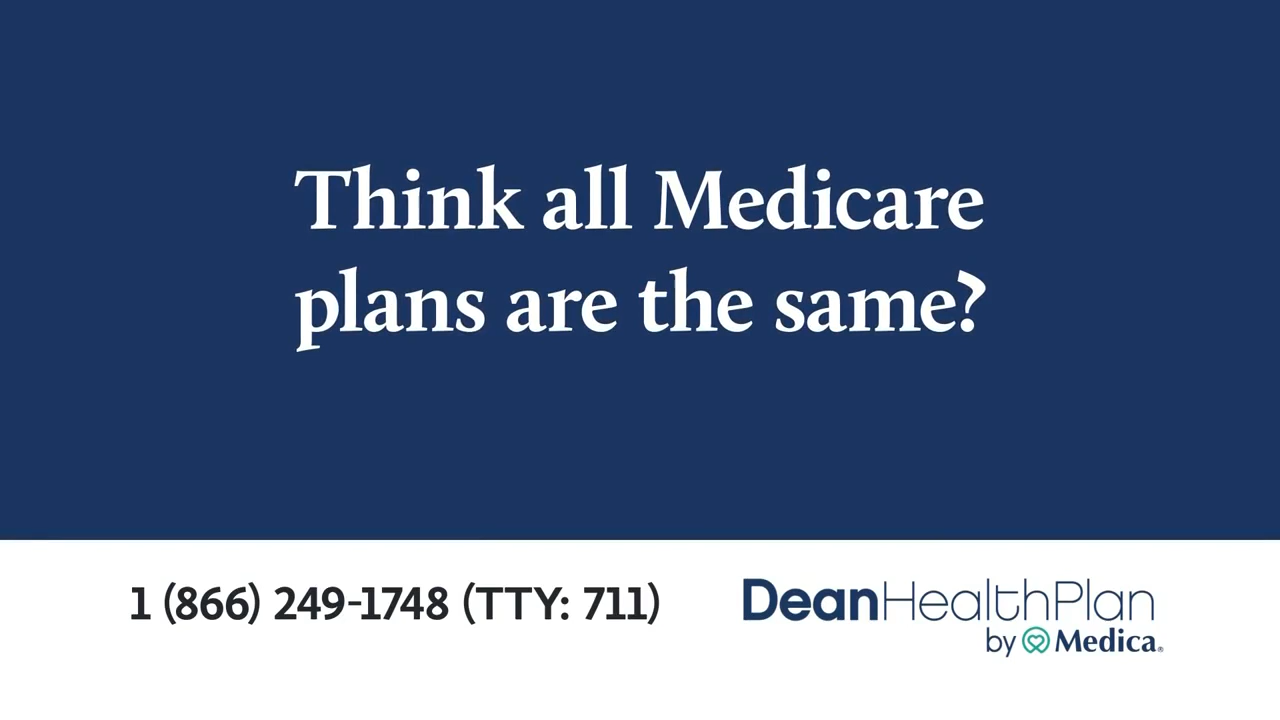 Think all Medicare
plans are the same?
1 (866) 249-1748 (TTY: 711)
DeanHealthPlan
by Medica®